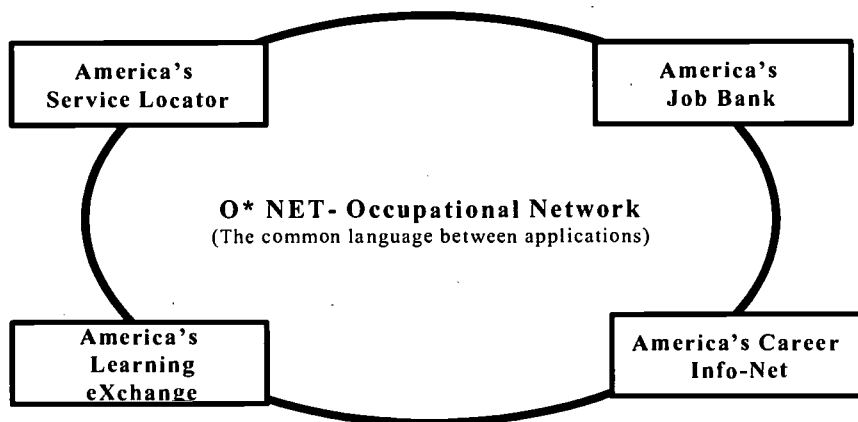 America's
Service Locator
America's
Job Bank
O* NET- Occupational Network
(The common language between applications)
America's
Learning
eXchange
America's Career
Info-Net